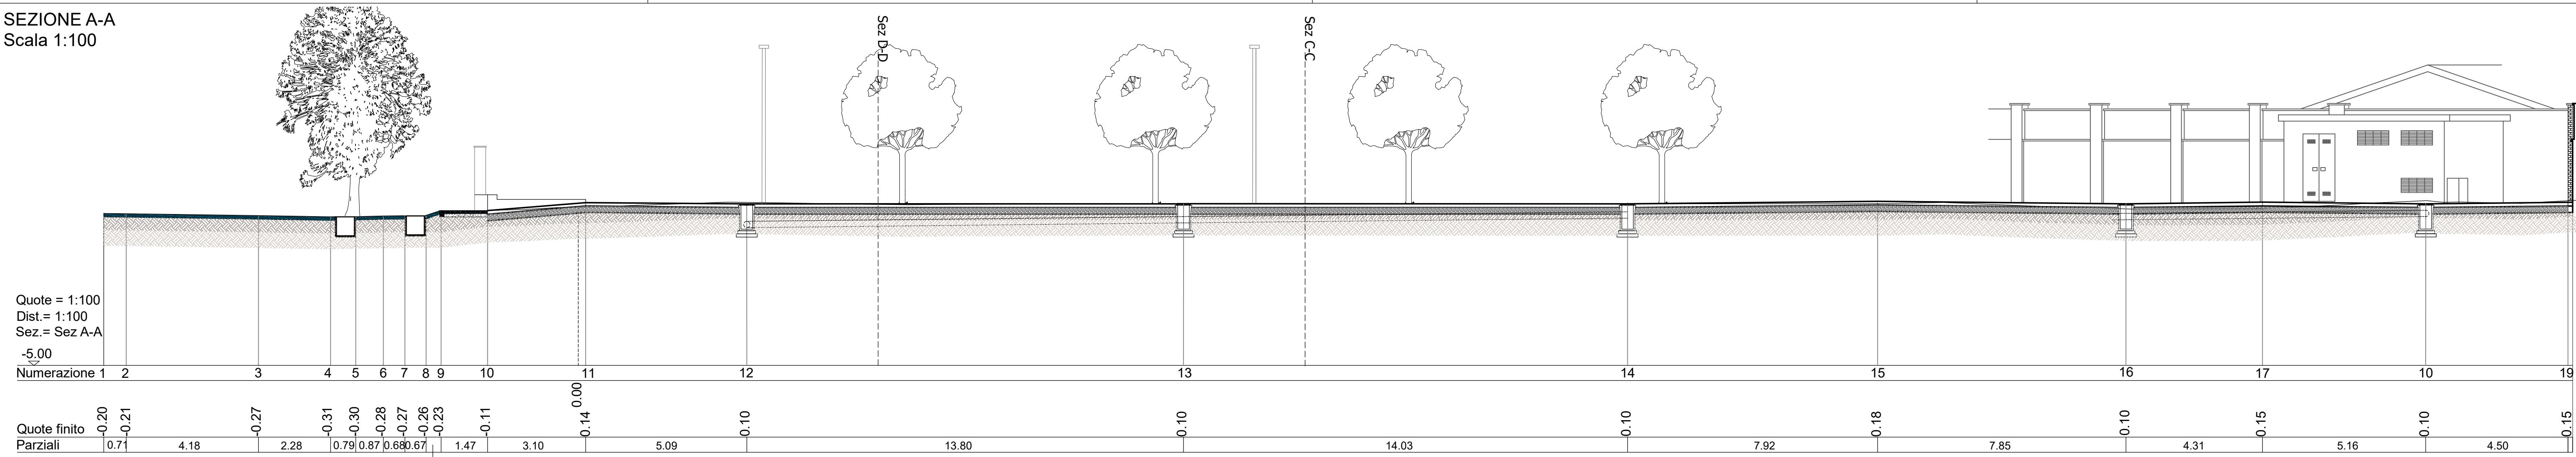 SEZIONE A-A
Scala 1:100
Sez D-D
Sez C-C
Quote = 1:100
Dist.= 1:100
Sez.= Sez A-A
-5.00
Numerazione 1 2 3 4 5 6 7 8 9 10 11 12 13 14 15 16 17 10 19
0.00
Quote finito -0.20 -0.21 -0.27 -0.31 -0.30 -0.28 -0.27 -0.26 -0.23 -0.11 0.14 0.10 0.10 0.10 0.18 0.10 0.15 0.10 0.15
Parziali 0.71 4.18 2.28 0.79 0.87 0.68 0.67 1.47 3.10 5.09 13.80 14.03 7.92 7.85 4.31 5.16 4.50